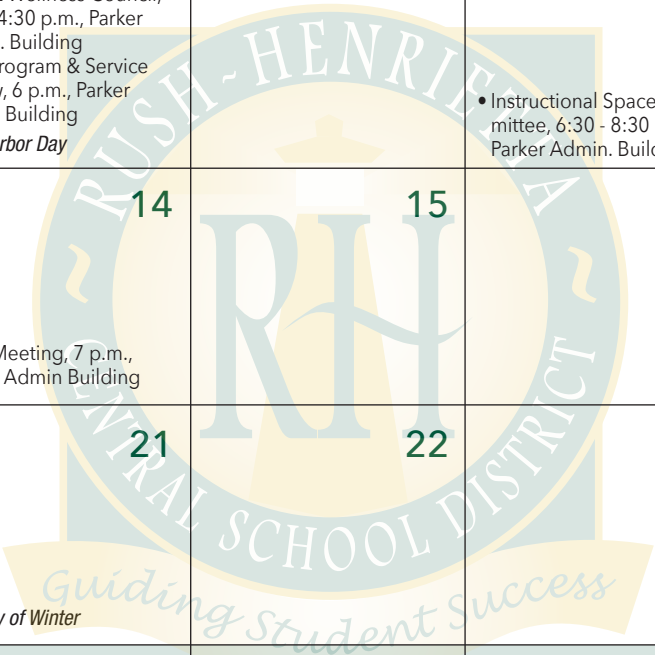 4:30 p.m., Parker
. Building
rogram & Service
, 6 p.m., Parker
Building
rbor Day
• Instructional Space
mittee, 6:30 - 8:30
Parker Admin. Build
14
15
Meeting, 7 p.m.,
Admin Building
21
22
y of Winter
RUSH ~ HENRIETTA
~ CENTRAL SCHOOL DISTRICT ~
RH
Guiding Student Success